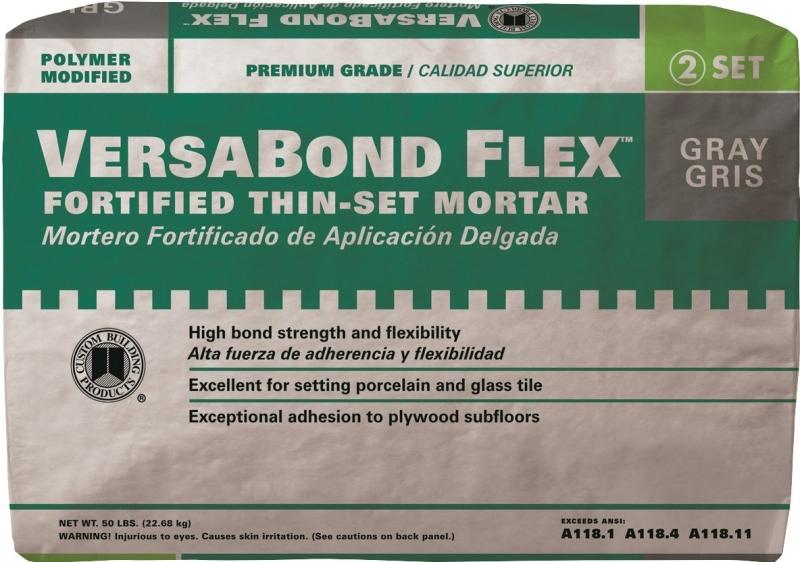 GRI
Mortero Fortificado de Aplicación Delgada
VERSABOND FLEX™
POLYMER
MODIFIED
PREMIUM GRADE / CALIDAD SUPERIOR
2 SET
VERSABOND FLEX™
FORTIFIED THIN-SET MORTAR
Mortero Fortificado de Aplicación Delgada
GRAY
GRIS
CUSTOM BUILDING
PRODUCTS
®
High bond strength and flexibility
Alta fuerza de adherencia y flexibilidad
Excellent for setting porcelain and glass tile
Exceptional adhesion to plywood subfloors
NET WT. 50 LBS. (22.68 kg)
WARNING! Injurious to eyes. Causes skin irritation. (See cautions on back panel.)
EXCEEDS ANSI:
A118.1 A118.4 A118.11